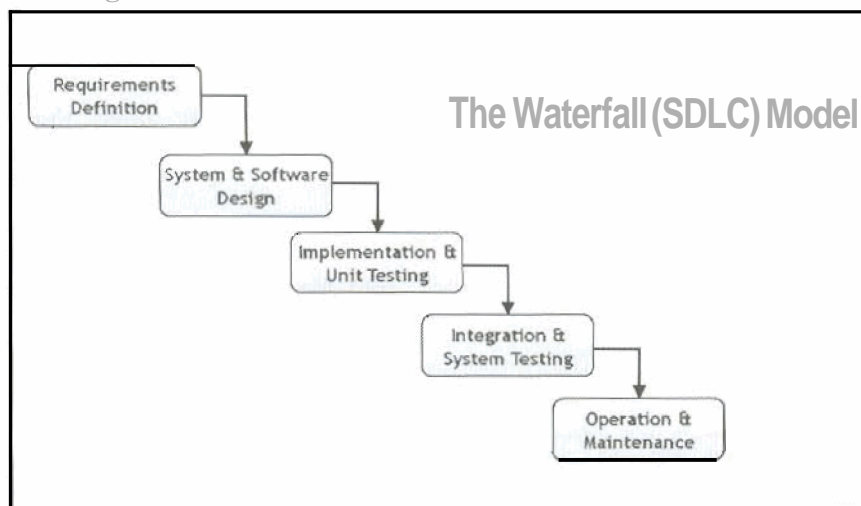 Requirements
Definition
The Waterfall (SDLC) Model
System & Software
Design
Implementation &
Unit Testing
Integration &
System Testing
Operation &
Maintenance